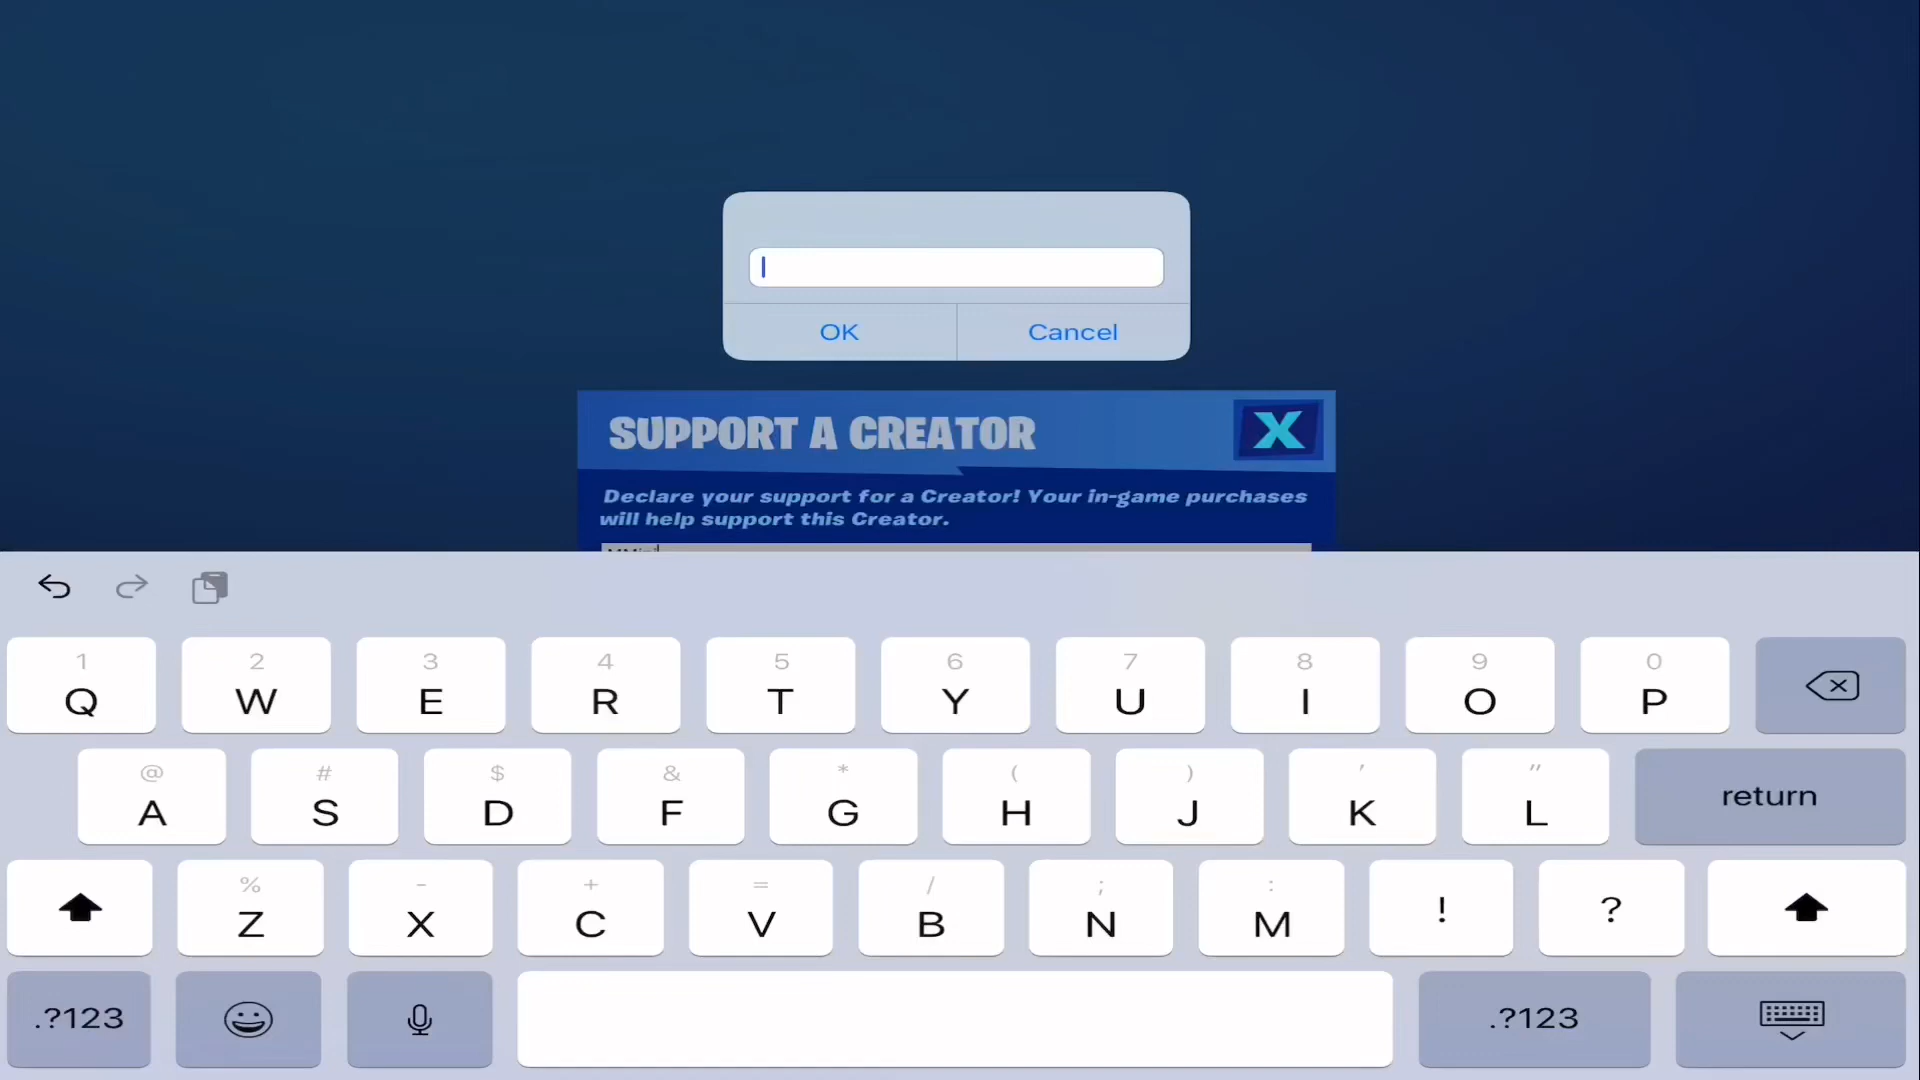 OK Cancel
SUPPORT A CREATOR X
Declare your support for a Creator! Your in-game purchases
will help support this Creator.
1 2 3 4 5 6 7 8 9 0
Q W E R T Y U I O P
@ # $ & * ( ) ' "
A S D F G H J K L return
% - + = / ; :
Z X C V B N M ! ?
.?123 .?123